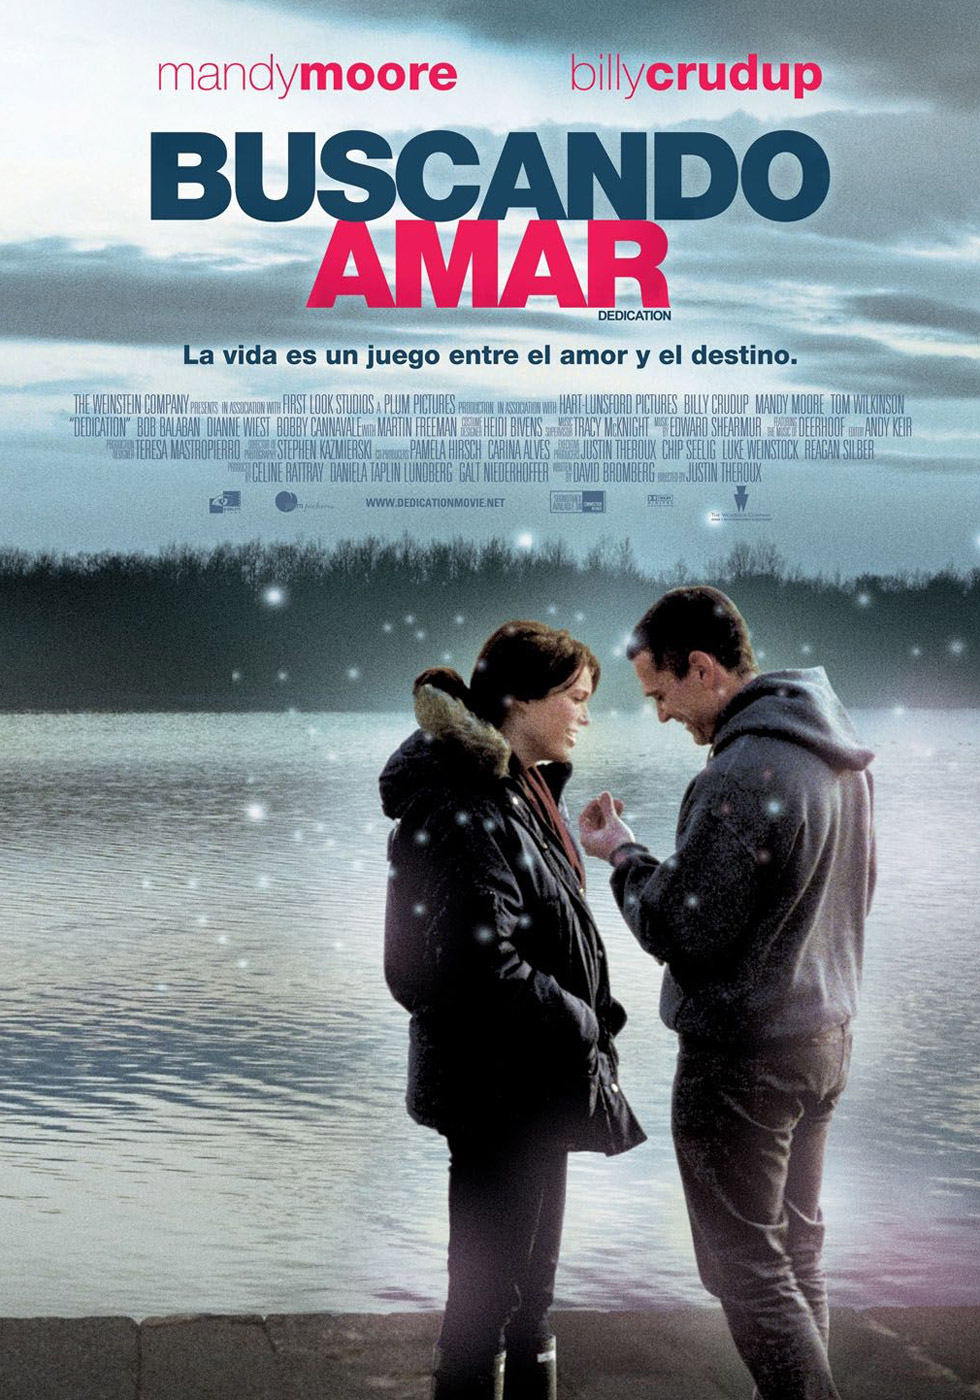 mandymoore billycrudup
BUSCANDO
AMAR
DEDICATION
La vida es un juego entre el amor y el destino.
THE WEINSTEIN COMPANY PRESENTS IN ASSOCIATION WITH FIRST LOOK STUDIOS & PLUM PICTURES PRODUCTION IN ASSOCIATION WITH HART-LUNSFORD PICTURES BILLY CRUDUP MANDY MOORE TOM WILKINSON
"DEDICATION" BOB BALABAN DIANNE WIEST BOBBY CANNAVALE WITH MARTIN FREEMAN COSTUME DESIGNER HEIDI BIVENS MUSIC SUPERVISOR TRACY McKNIGHT MUSIC BY EDWARD SHEARMUR FEATURING THE MUSIC OF DEERHOOF EDITOR ANDY KEIR
PRODUCTION DESIGNER TERESA MASTROPIERRO DIRECTOR OF PHOTOGRAPHY STEPHEN KAZMIERSKI CO-PRODUCERS PAMELA HIRSCH CARINA ALVES PRODUCERS JUSTIN THEROUX CHIP SEELIG LUKE WEINSTOCK REAGAN SILBER
PRODUCED BY CELINE RATTRAY DANIELA TAPLIN LUNDBERG GALT NIEDERHOFFER WRITTEN BY DAVID BROMBERG DIRECTED BY JUSTIN THEROUX
WWW.DEDICATIONMOVIE.NET